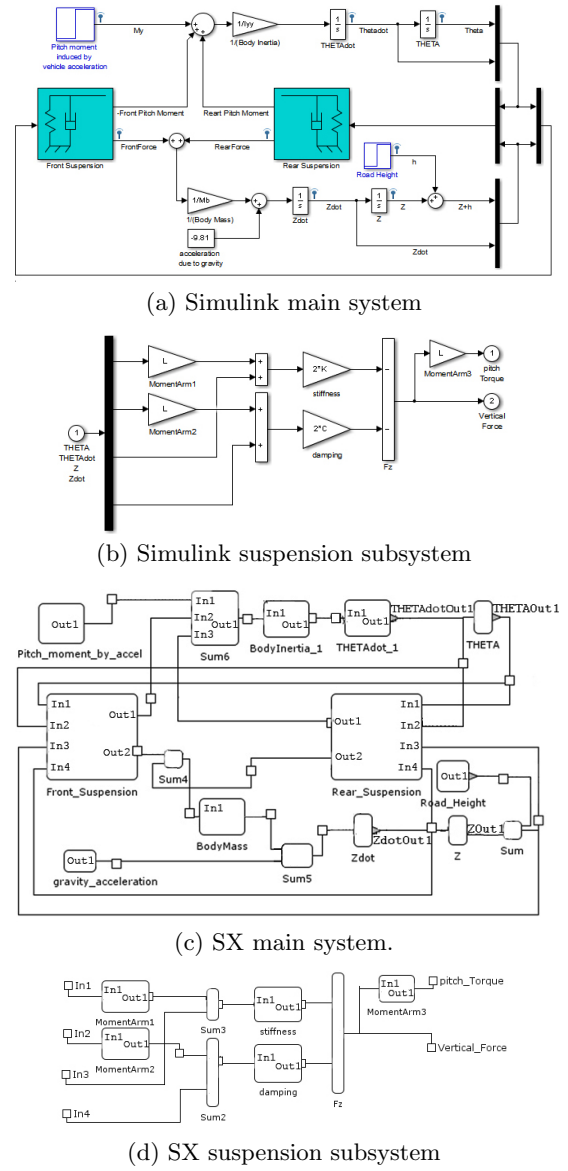 My
Pitch moment
induced by
vehicle acceleration
1/Iyy
1/(Body Inertia)
1
s
THETAdot
Thetadot
1
s
THETA
Theta
-Front Pitch Moment
Reart Pitch Moment
FrontForce
RearForce
Front Suspension
Rear Suspension
Road Height
h
1/Mb
1/(Body Mass)
-9.81
acceleration
due to gravity
1
s
Zdot
Zdot
1
s
Z
Z
Z+h
Zdot
(a) Simulink main system
L
MomentArm1
L
MomentArm2
1
THETA
THETAdot
Z
Zdot
2*K
stiffness
2*C
damping
Fz
L
MomentArm3
1
pitch
Torque
2
Vertical
Force
(b) Simulink suspension subsystem
Out1
Pitch_moment_by_accel
In1
In2
In3
Out1
Sum6
In1
Out1
BodyInertia_1
In1
Out1
THETAdot_1
THETAdotOut1
THETA
THETAOut1
In1
In2
In3
In4
Out1
Out2
Front_Suspension
Out1
Out2
In1
In2
In3
In4
Rear_Suspension
Sum4
In1
BodyMass
Out1
gravity_acceleration
Sum5
Zdot
ZdotOut1
Z
ZOut1
Out1
Road_Height
Sum
(c) SX main system.
In1
In2
In3
In4
In1
Out1
MomentArm1
In1
Out1
MomentArm2
Sum3
Sum2
In1
Out1
stiffness
In1
Out1
damping
Fz
In1
Out1
MomentArm3
pitch_Torque
Vertical_Force
(d) SX suspension subsystem